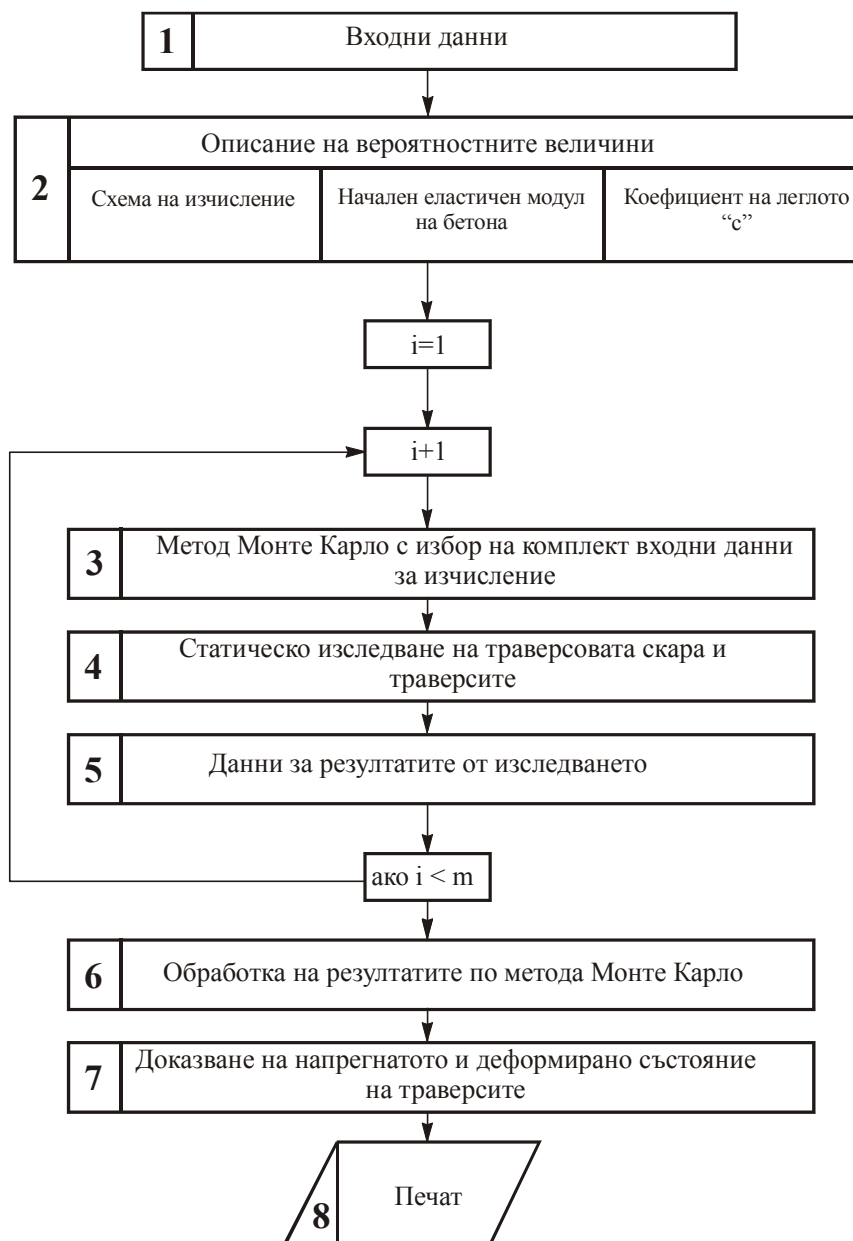 1
Входни данни
2
Описание на вероятностните величини
Схема на изчисление
Начален еластичен модул
на бетона
Коефициент на леглото
“c”
i=1
i+1
3
Метод Монте Карло с избор на комплект входни данни
за изчисление
4
Статическо изследване на траверсовата скара и
траверсите
5
Данни за резултатите от изследването
ако i < m
6
Обработка на резултатите по метода Монте Карло
7
Доказване на напрегнатото и деформирано състояние
на траверсите
8
Печат